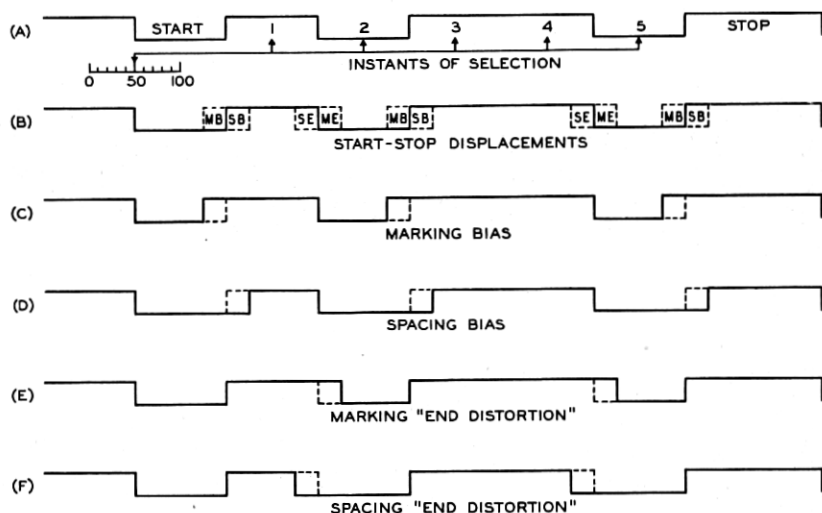 (A) START 1 2 3 4 5 STOP
INSTANTS OF SELECTION
0 50 100
(B) MB SB SE ME MB SB SE ME MB SB
START-STOP DISPLACEMENTS
(C)
MARKING BIAS
(D)
SPACING BIAS
(E)
MARKING "END DISTORTION"
(F)
SPACING "END DISTORTION"